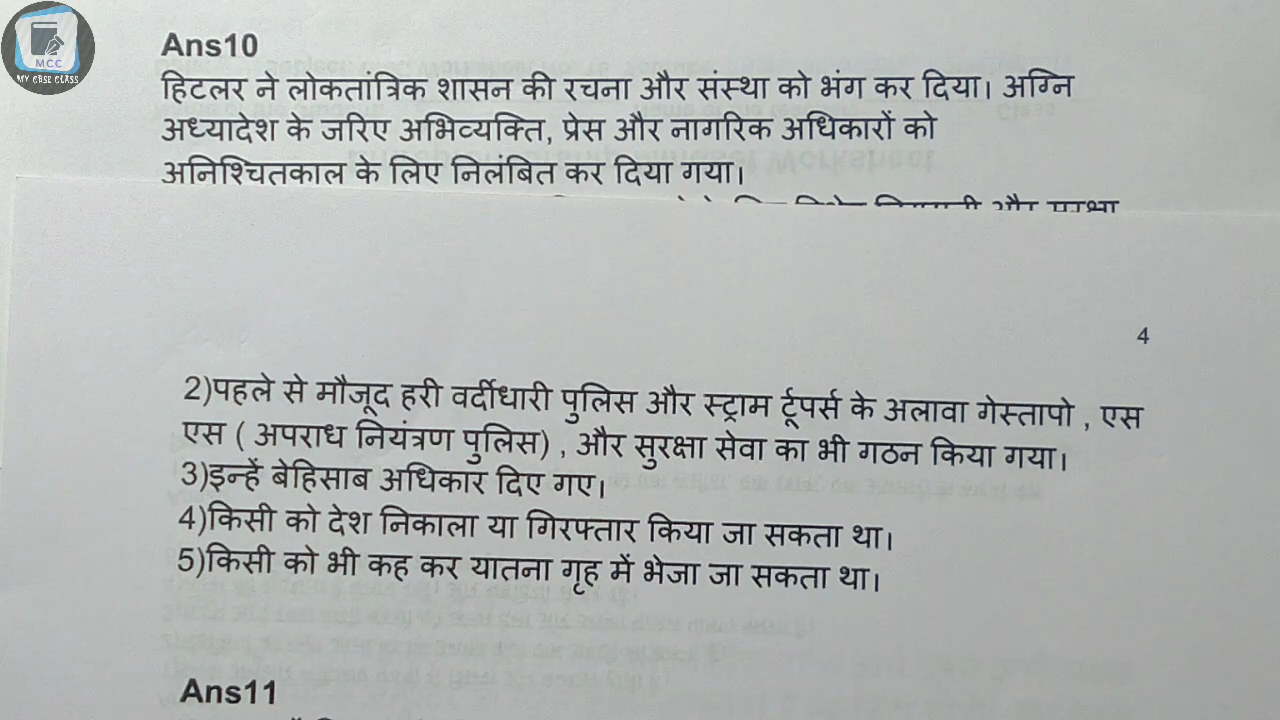 MCC
MY CBSE CLASS
Ans10
हिटलर ने लोकतांत्रिक शासन की रचना और संस्था को भंग कर दिया। अग्नि
अध्यादेश के जरिए अभिव्यक्ति, प्रेस और नागरिक अधिकारों को
अनिश्चितकाल के लिए निलंबित कर दिया गया।
4
2)पहले से मौजूद हरी वर्दीधारी पुलिस और स्ट्राम र्टूपर्स के अलावा गेस्तापो , एस
एस ( अपराध नियंत्रण पुलिस) , और सुरक्षा सेवा का भी गठन किया गया।
3)इन्हें बेहिसाब अधिकार दिए गए।
4)किसी को देश निकाला या गिरफ्तार किया जा सकता था।
5)किसी को भी कह कर यातना गृह में भेजा जा सकता था।
Ans11